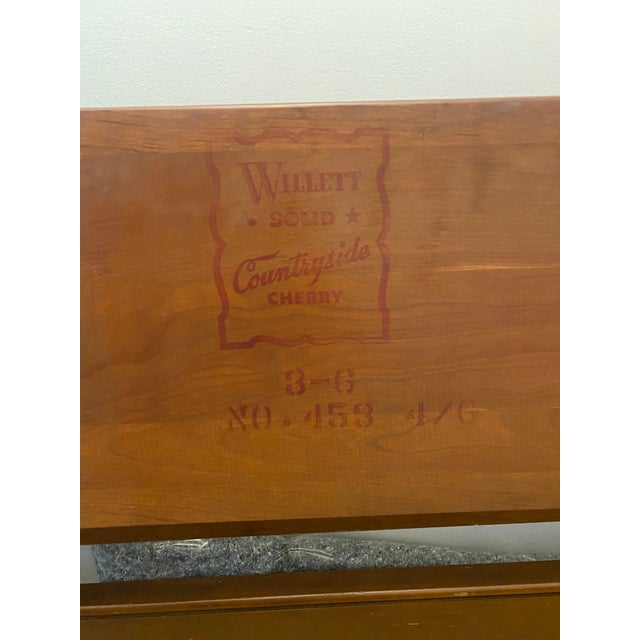 WILLETT
• SOLID ★
Countryside
CHERRY
3-6
NO. 453 4/6